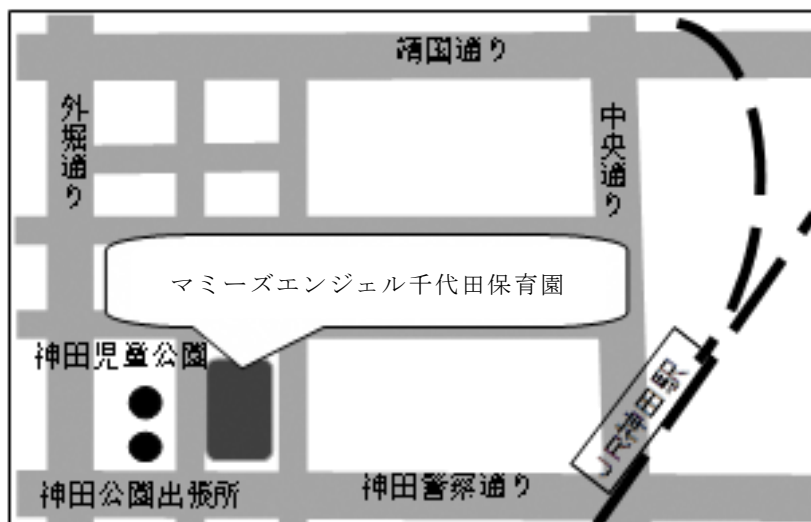 靖国通り
外堀通り
中央通り
マミーズエンジェル千代田保育園
神田児童公園
JR神田駅
神田公園出張所
神田警察通り